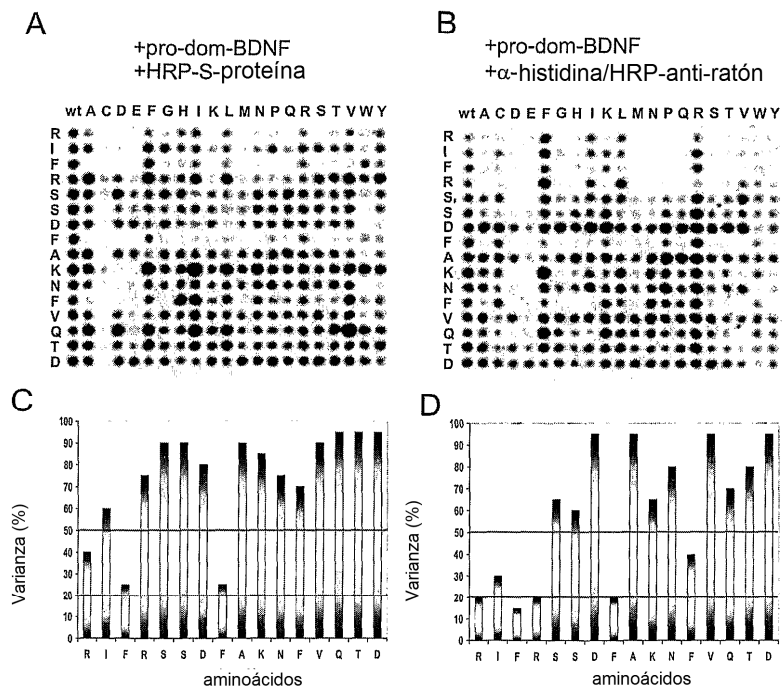 A
+pro-dom-BDNF
+HRP-S-proteína
wt A C D E F G H I K L M N P Q R S T V W Y
R
I
F
R
S
S
D
F
A
K
N
F
V
Q
T
D
B
+pro-dom-BDNF
+α-histidina/HRP-anti-ratón
wt A C D E F G H I K L M N P Q R S T V W Y
R
I
F
R
S
S
D
F
A
K
N
F
V
Q
T
D
C
Varianza (%)
100
90
80
70
60
50
40
30
20
10
0
R I F R S S D F A K N F V Q T D
aminoácidos
D
Varianza (%)
100
90
80
70
60
50
40
30
20
10
0
R I F R S S D F A K N F V Q T D
aminoácidos